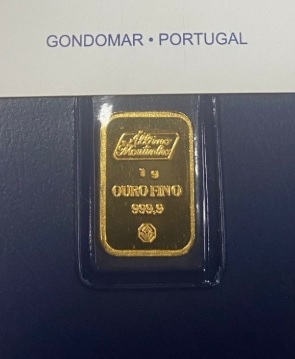 GONDOMAR • PORTUGAL
1 g
OURO FINO
999,9